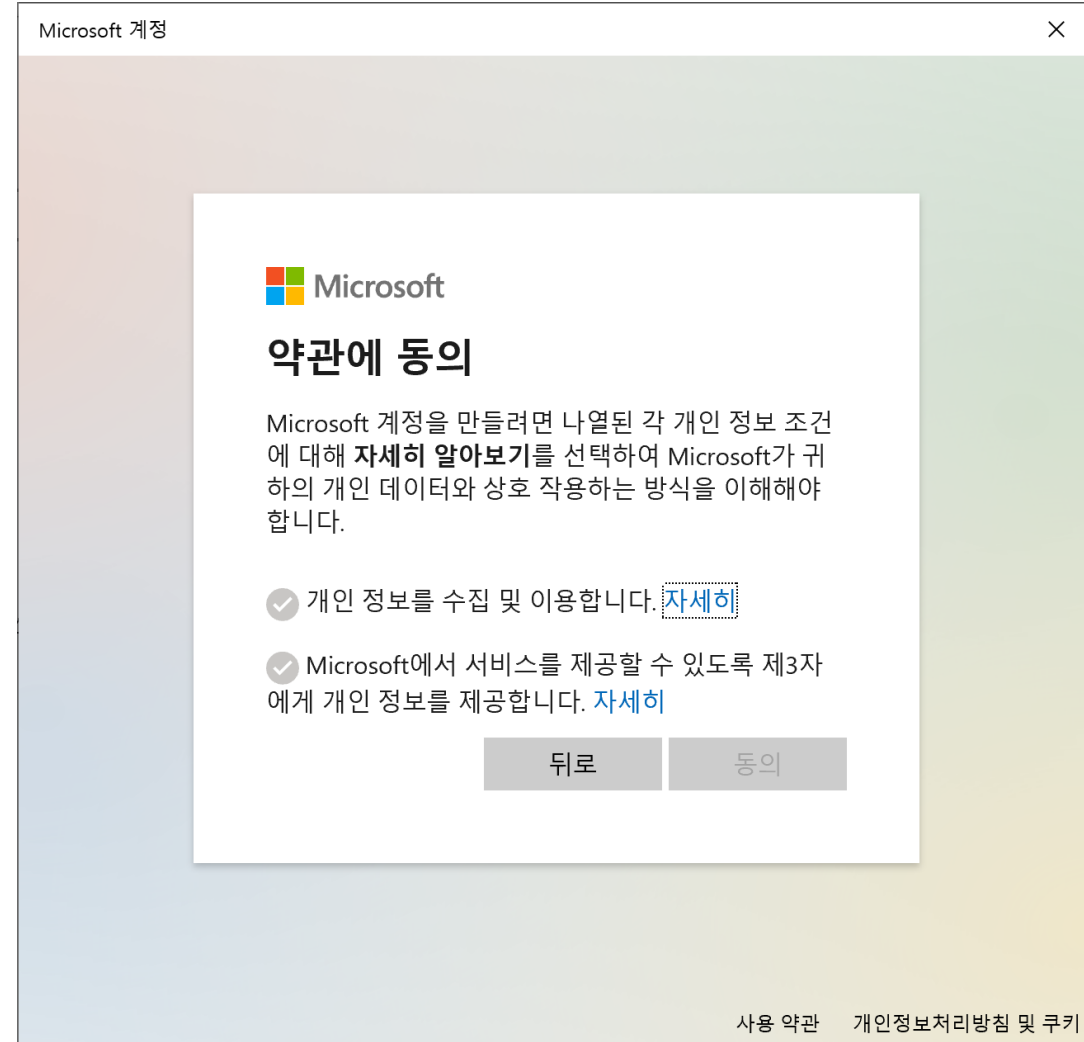 Microsoft 계정
Microsoft
약관에 동의
Microsoft 계정을 만들려면 나열된 각 개인 정보 조건
에 대해 자세히 알아보기를 선택하여 Microsoft가 귀
하의 개인 데이터와 상호 작용하는 방식을 이해해야
합니다.
개인 정보를 수집 및 이용합니다. 자세히
Microsoft에서 서비스를 제공할 수 있도록 제3자
에게 개인 정보를 제공합니다. 자세히
뒤로 동의
사용 약관 개인정보처리방침 및 쿠키